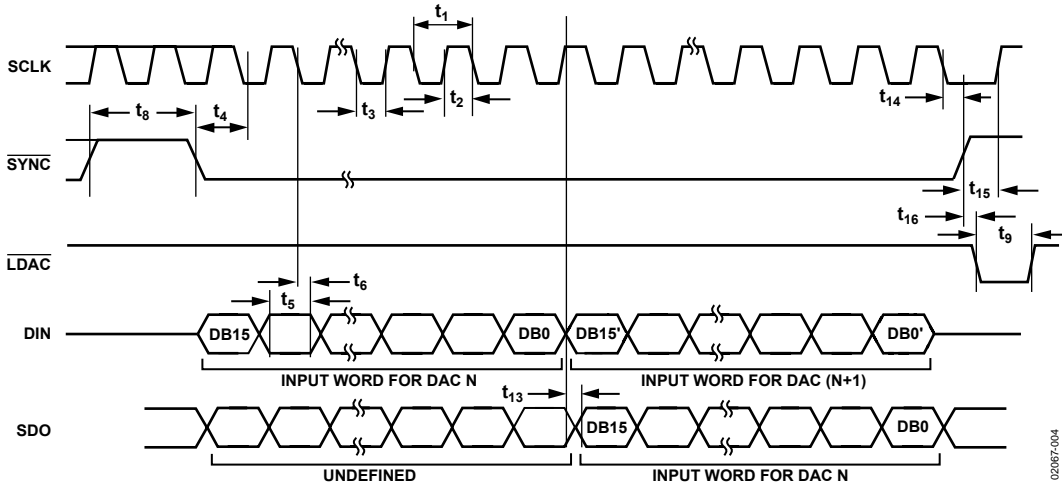 t1
SCLK
t8
t4
t3
t2
t14
SYNC
t15
t16
t9
LDAC
t6
t5
DIN
DB15
DB0
DB15'
DB0'
INPUT WORD FOR DAC N
INPUT WORD FOR DAC (N+1)
t13
SDO
DB15
DB0
UNDEFINED
INPUT WORD FOR DAC N
02067-004